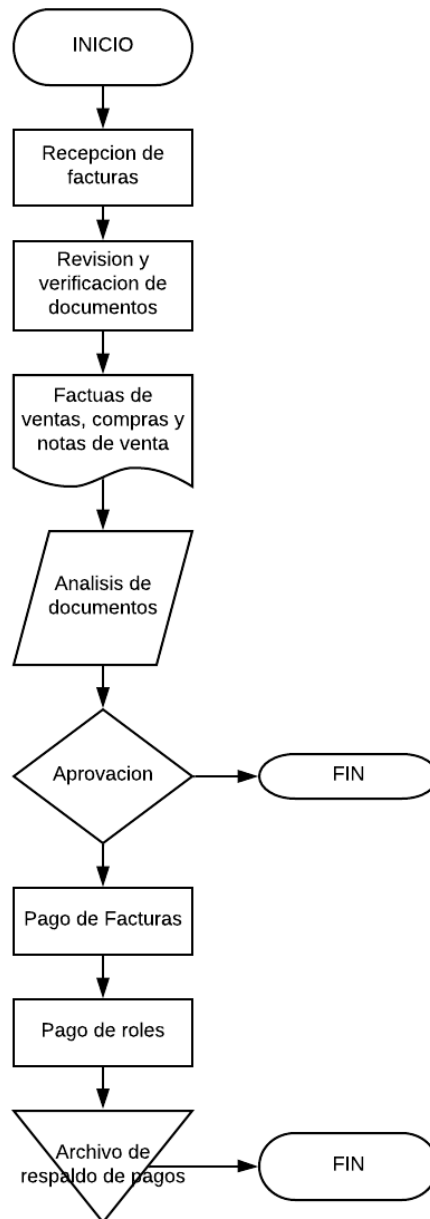 INICIO
Recepcion de
facturas
Revision y
verificacion de
documentos
Factuas de
ventas, compras y
notas de venta
Analisis de
documentos
Aprovacion
FIN
Pago de Facturas
Pago de roles
Archivo de
respaldo de pagos
FIN